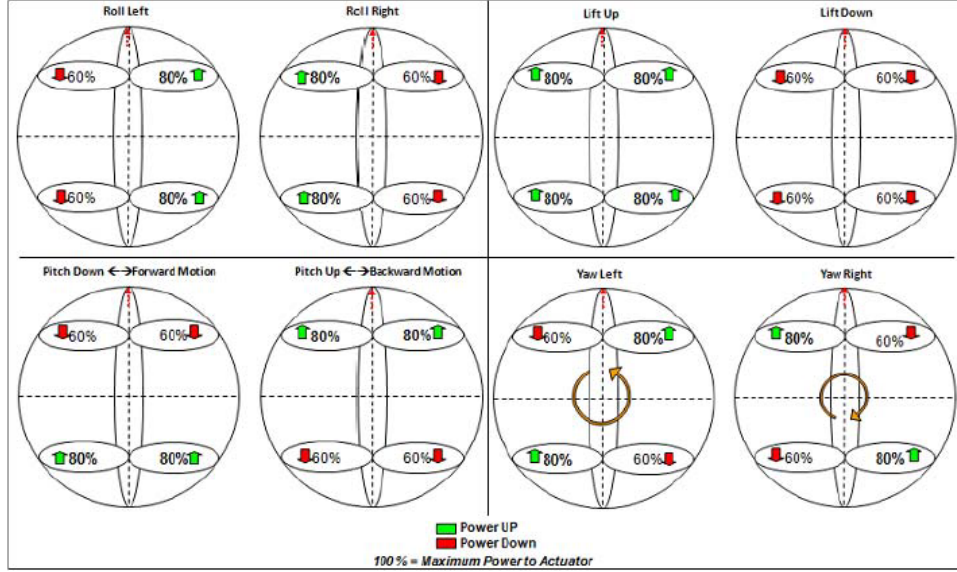 Roll Left
60% 80%
60% 80%
Roll Right
80% 60%
80% 60%
Lift Up
80% 80%
80% 80%
Lift Down
60% 60%
60% 60%
Pitch Down ←→Forward Motion
60% 60%
80% 80%
Pitch Up ←→Backward Motion
80% 80%
60% 60%
Yaw Left
60% 80%
80% 60%
Yaw Right
80% 60%
60% 80%
Power UP
Power Down
100% = Maximum Power to Actuator